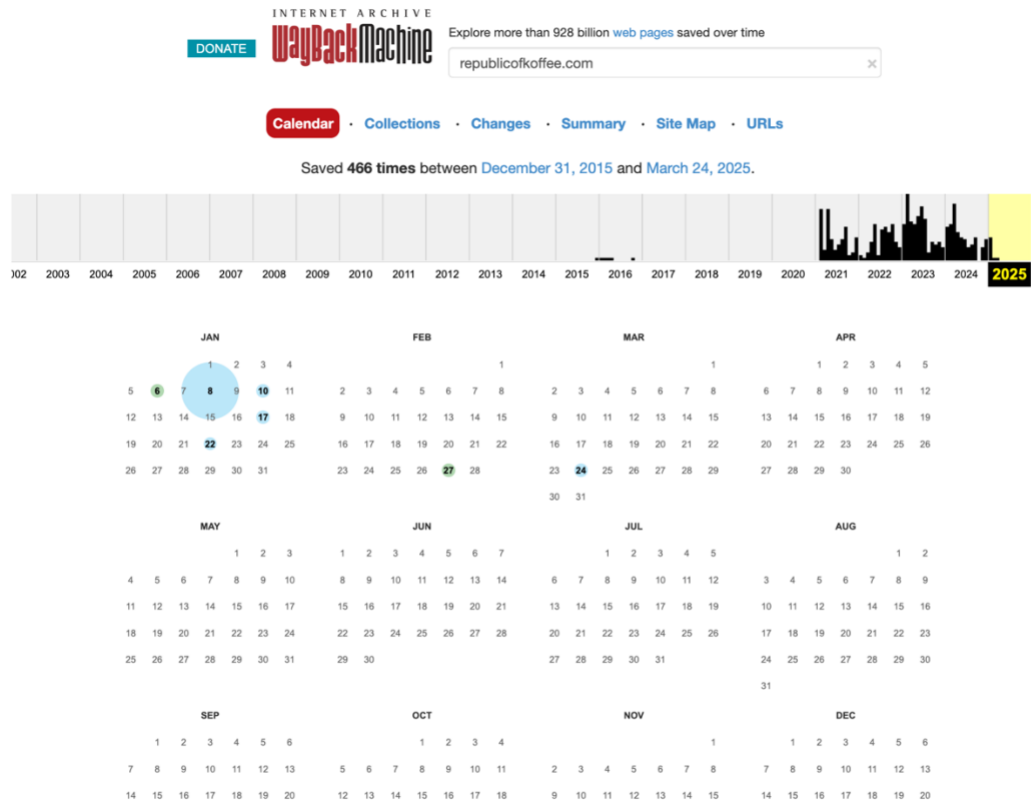 INTERNET ARCHIVE
DONATE
WayBackMachine
Explore more than 928 billion web pages saved over time
republicofkoffee.com ×
Calendar · Collections · Changes · Summary · Site Map · URLs
Saved 466 times between December 31, 2015 and March 24, 2025.
002 2003 2004 2005 2006 2007 2008 2009 2010 2011 2012 2013 2014 2015 2016 2017 2018 2019 2020 2021 2022 2023 2024 2025
JAN FEB MAR APR
1 2 3 4 1 1 1 2 3 4 5
5 6 7 8 9 10 11 2 3 4 5 6 7 8 2 3 4 5 6 7 8 6 7 8 9 10 11 12
12 13 14 15 16 17 18 9 10 11 12 13 14 15 9 10 11 12 13 14 15 13 14 15 16 17 18 19
19 20 21 22 23 24 25 16 17 18 19 20 21 22 16 17 18 19 20 21 22 20 21 22 23 24 25 26
26 27 28 29 30 31 23 24 25 26 27 28 23 24 25 26 27 28 29 27 28 29 30
30 31
MAY JUN JUL AUG
1 2 3 1 2 3 4 5 6 7 1 2 3 4 5 1 2
4 5 6 7 8 9 10 8 9 10 11 12 13 14 6 7 8 9 10 11 12 3 4 5 6 7 8 9
11 12 13 14 15 16 17 15 16 17 18 19 20 21 13 14 15 16 17 18 19 10 11 12 13 14 15 16
18 19 20 21 22 23 24 22 23 24 25 26 27 28 20 21 22 23 24 25 26 17 18 19 20 21 22 23
25 26 27 28 29 30 31 29 30 27 28 29 30 31 24 25 26 27 28 29 30
31
SEP OCT NOV DEC
1 2 3 4 5 6 1 2 3 4 1 1 2 3 4 5 6
7 8 9 10 11 12 13 5 6 7 8 9 10 11 2 3 4 5 6 7 8 7 8 9 10 11 12 13
14 15 16 17 18 19 20 12 13 14 15 16 17 18 9 10 11 12 13 14 15 14 15 16 17 18 19 20